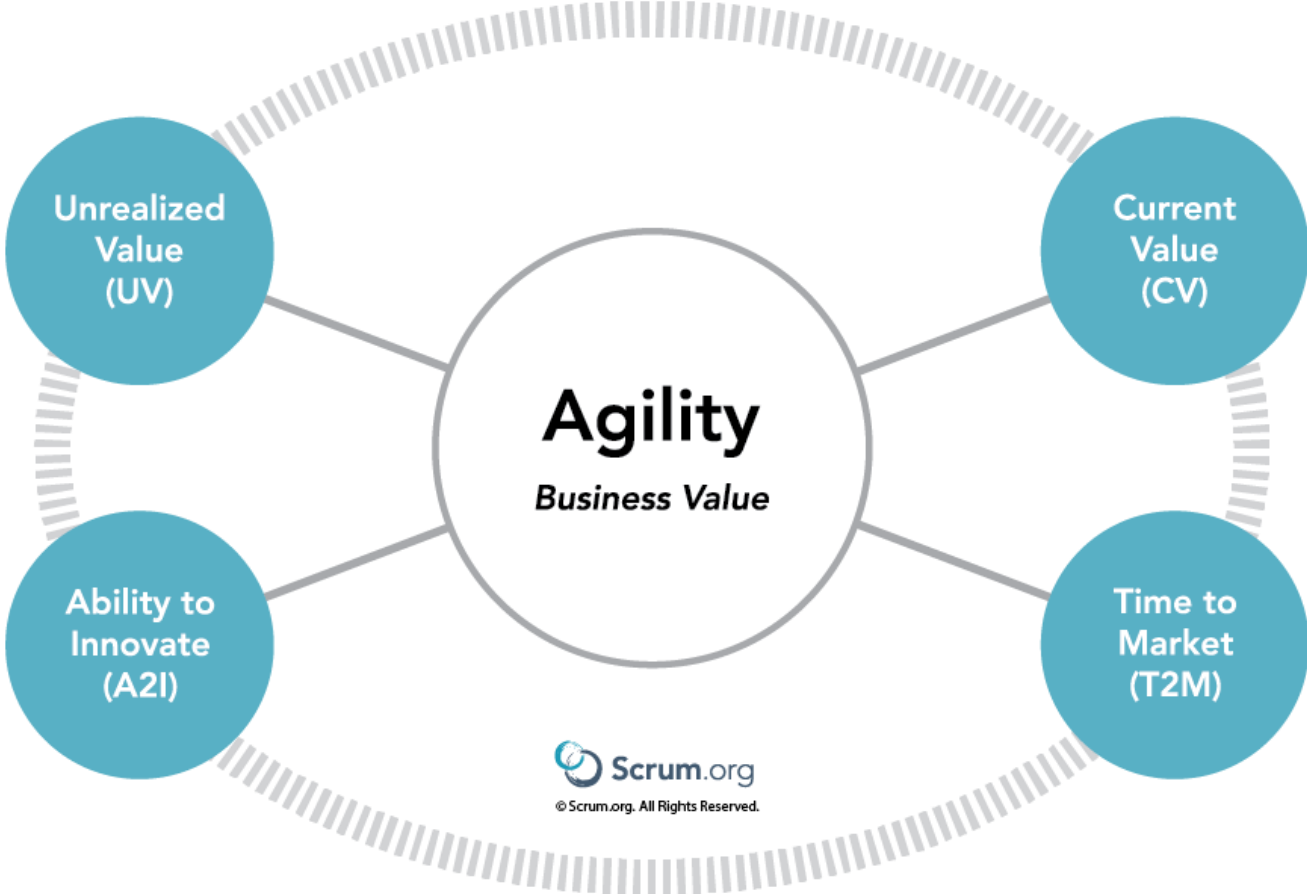 Unrealized
Value
(UV)
Current
Value
(CV)
Agility
Business Value
Ability to
Innovate
(A2I)
Time to
Market
(T2M)
Scrum.org
© Scrum.org. All Rights Reserved.